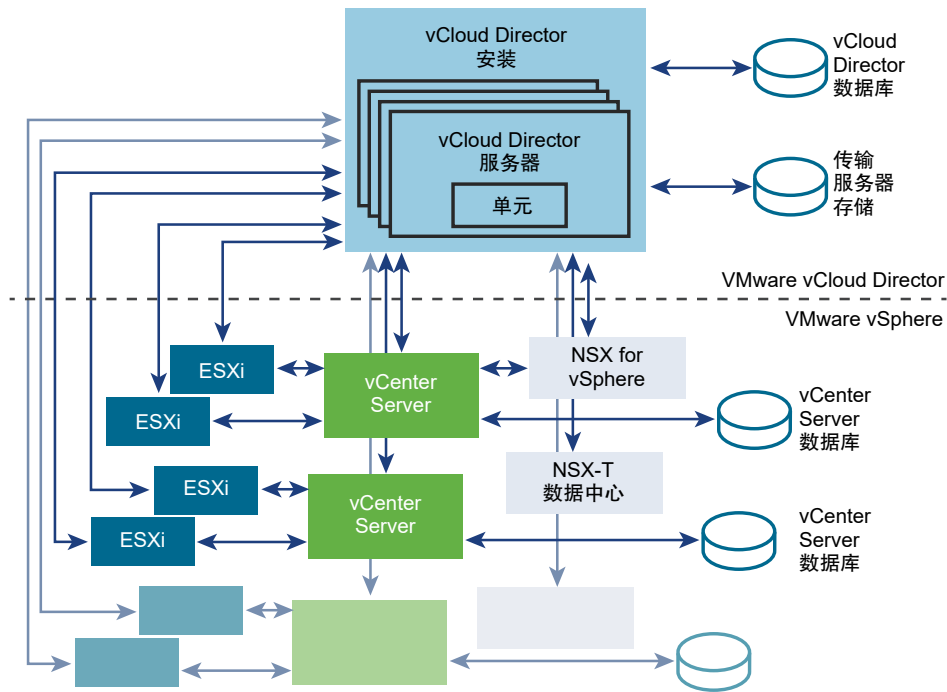 vCloud Director
安装
vCloud Director
服务器
单元
vCloud
Director
数据库
传输
服务器
存储
VMware vCloud Director
VMware vSphere
ESXi
ESXi
vCenter
Server
NSX for
vSphere
vCenter
Server
数据库
ESXi
ESXi
vCenter
Server
NSX-T
数据中心
vCenter
Server
数据库